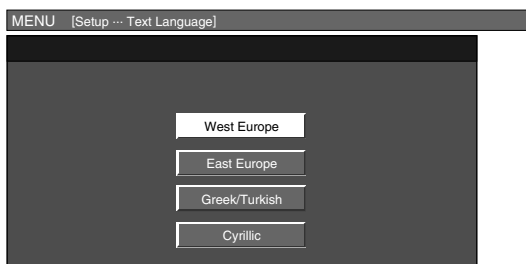 MENU [Setup ··· Text Language]
West Europe
East Europe
Greek/Turkish
Cyrillic